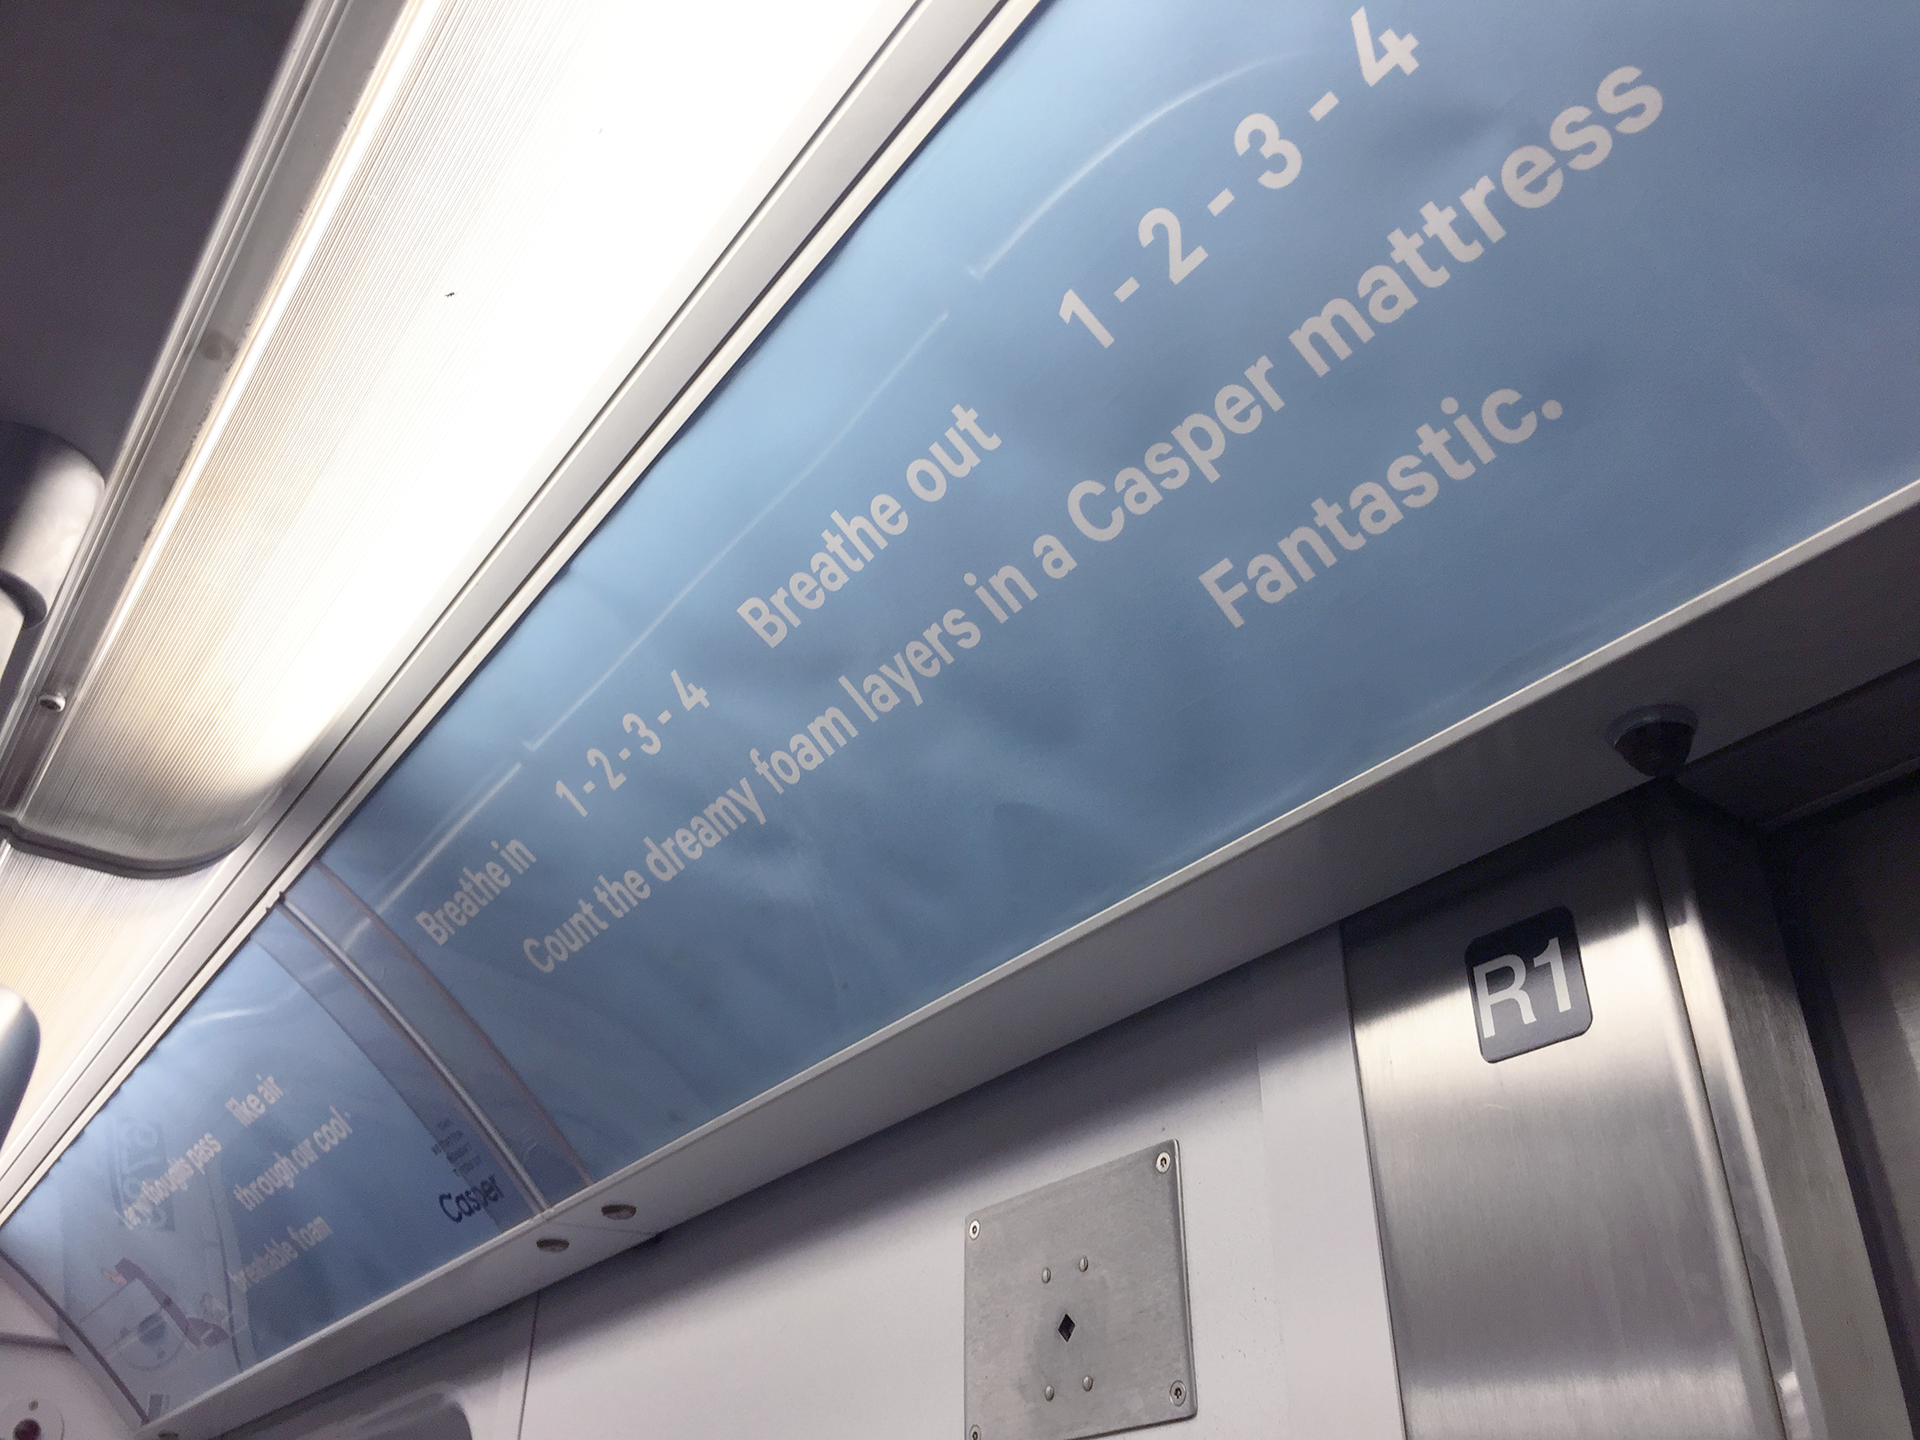 Breathe in 1-2-3-4 Breathe out 1-2-3-4
Count the dreamy foam layers in a Casper mattress
Fantastic.
R1
thoughts pass like air
through our cool
breathable foam
Casper